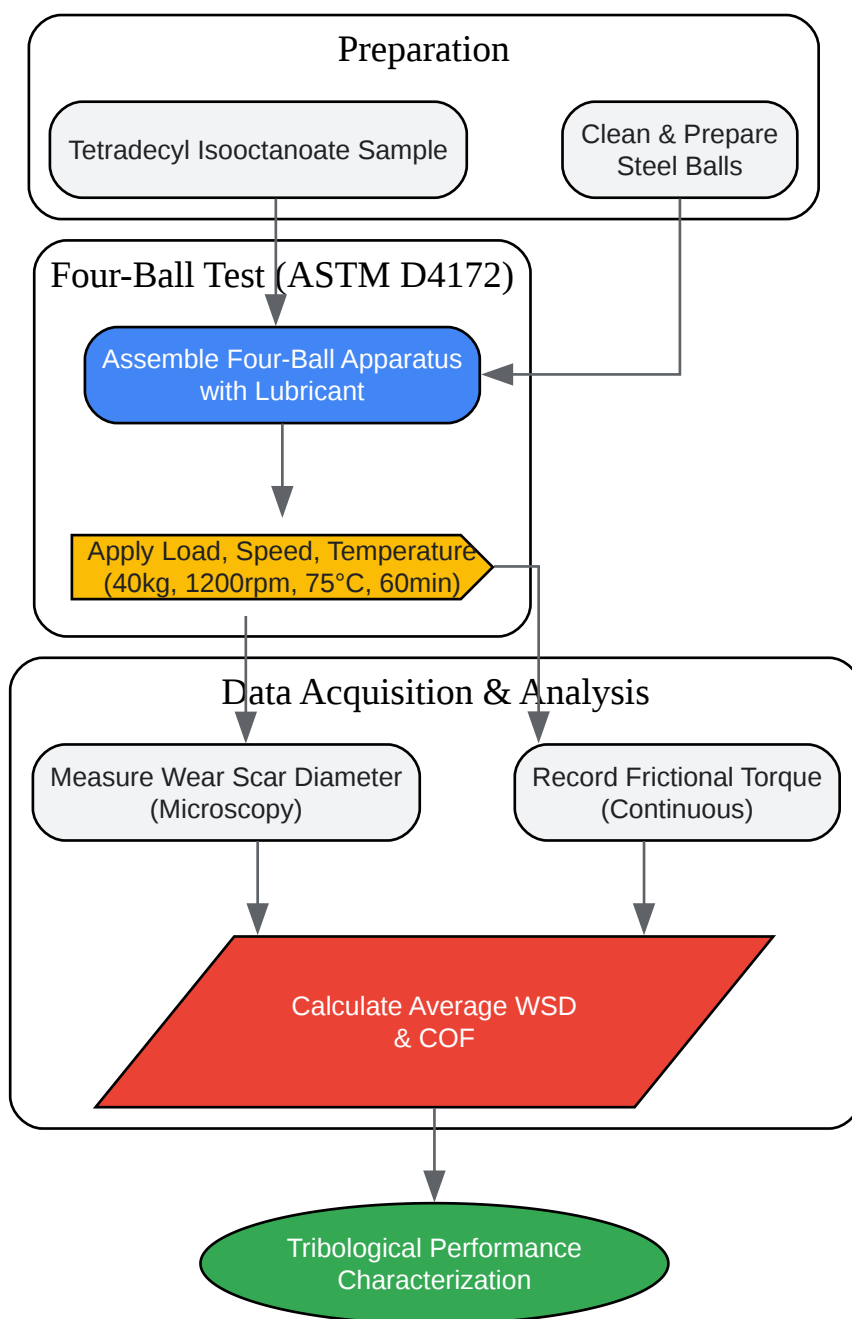 Preparation
Tetradecyl Isooctanoate Sample
Clean & Prepare
Steel Balls
Four-Ball Test (ASTM D4172)
Assemble Four-Ball Apparatus
with Lubricant
Apply Load, Speed, Temperature
(40kg, 1200rpm, 75°C, 60min)
Data Acquisition & Analysis
Measure Wear Scar Diameter
(Microscopy)
Record Frictional Torque
(Continuous)
Calculate Average WSD
& COF
Tribological Performance
Characterization